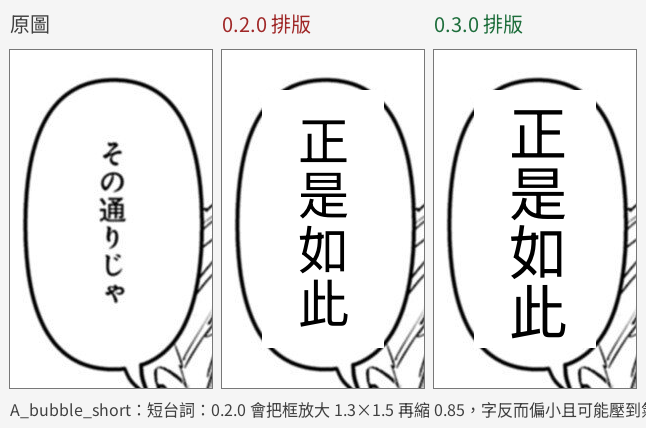 原圖
0.2.0 排版
0.3.0 排版
その通りじゃ
正是如此
正是如此
A_bubble_short：短台詞：0.2.0 會把框放大 1.3×1.5 再縮 0.85，字反而偏小且可能壓到